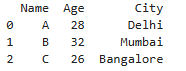 Name Age City
0 A 28 Delhi
1 B 32 Mumbai
2 C 26 Bangalore